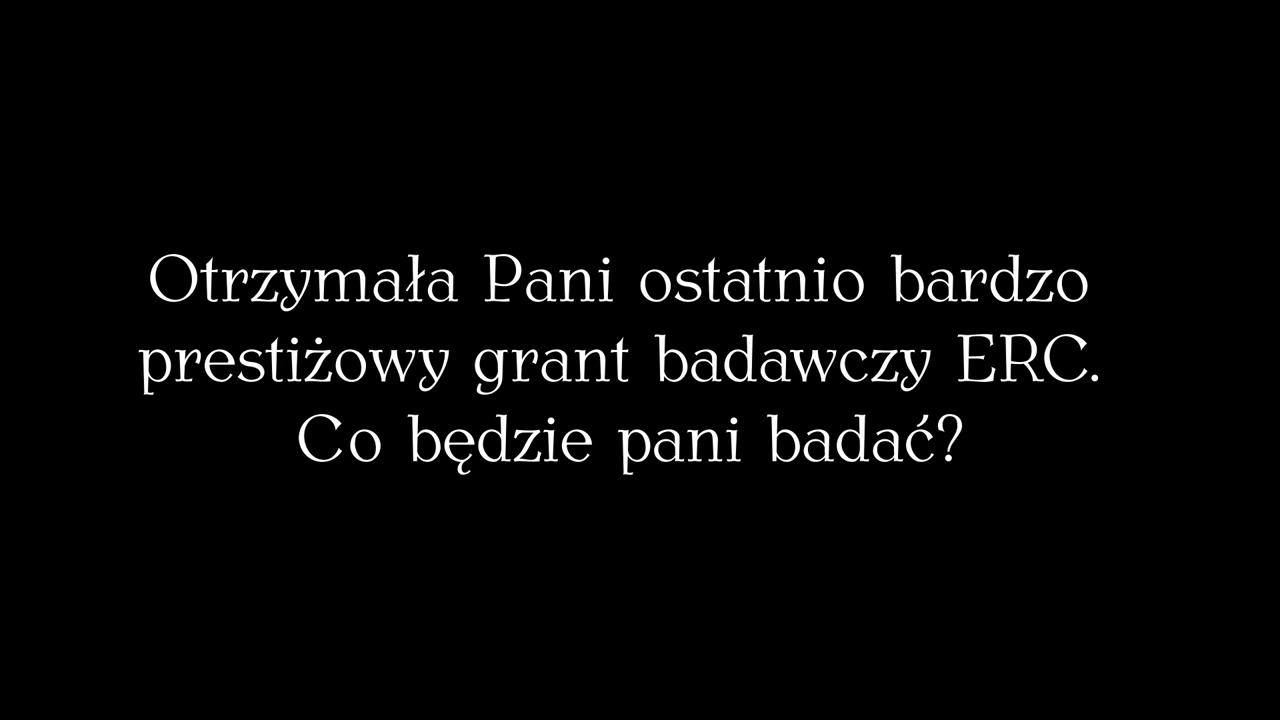 Otrzymała Pani ostatnio bardzo
prestiżowy grant badawczy ERC.
Co będzie pani badać?